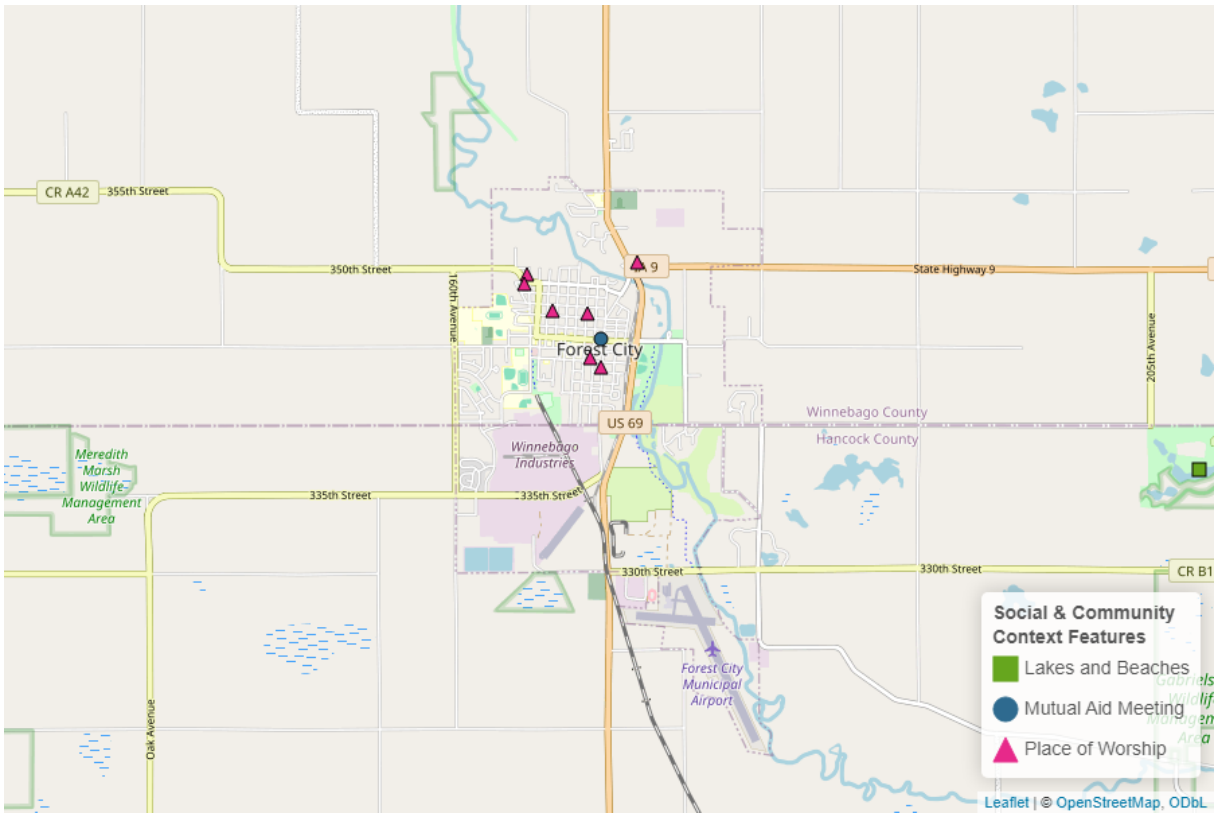 CR A42
355th Street
350th Street
160th Avenue
A 9
State Highway 9
205th Avenue
Forest City
Winnebago County
Hancock County
US 69
Winnebago
Industries
Meredith
Marsh
Wildlife
Management
Area
335th Street
335th Street
330th Street
330th Street
CR B1
Oak Avenue
Forest City
Municipal
Airport
Social & Community
Context Features
Lakes and Beaches
Mutual Aid Meeting
Place of Worship
Area
Leaflet | © OpenStreetMap, ODbL